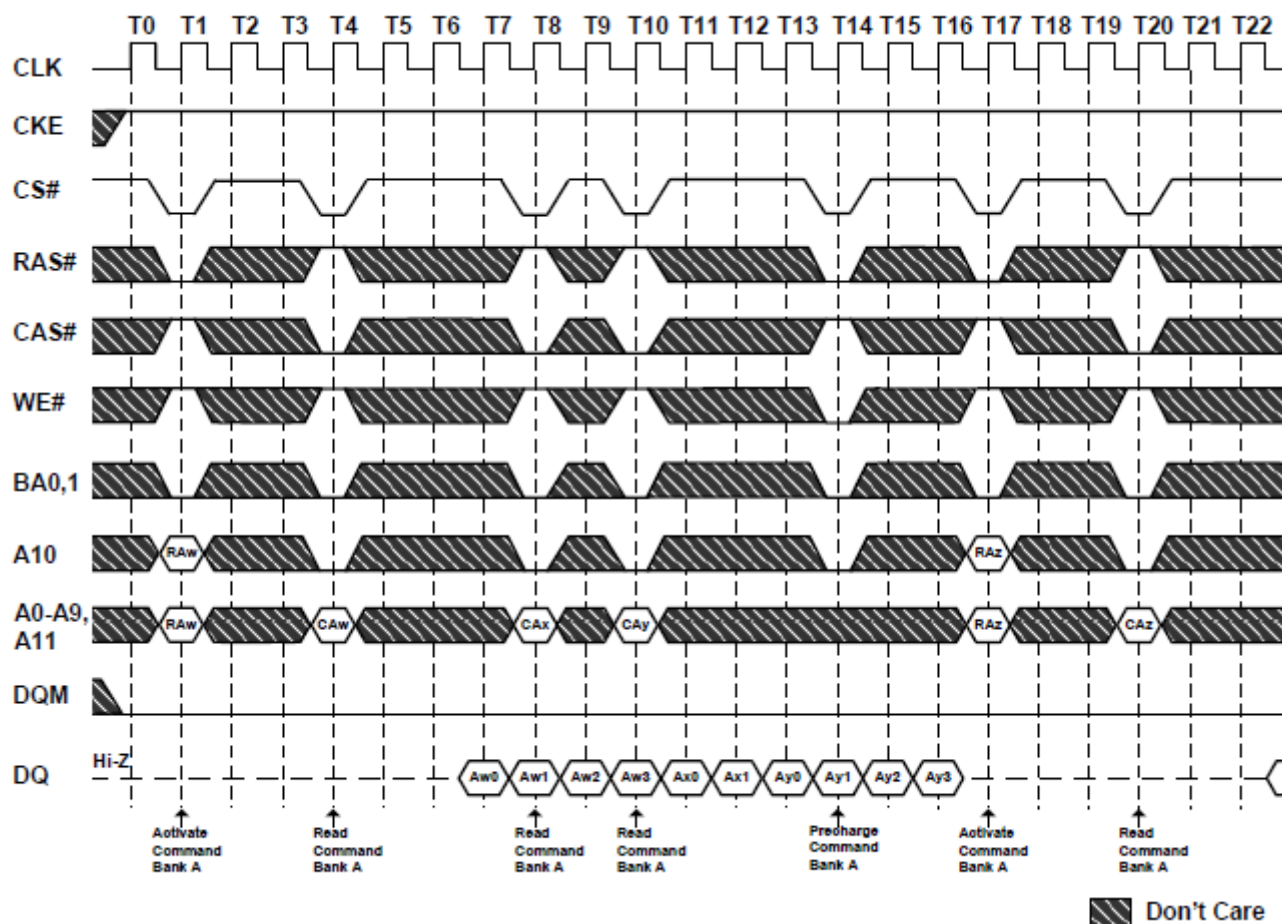 T0 T1 T2 T3 T4 T5 T6 T7 T8 T9 T10 T11 T12 T13 T14 T15 T16 T17 T18 T19 T20 T21 T22
CLK
CKE
CS#
RAS#
CAS#
WE#
BA0,1
A10 RAw RAz
A0-A9,
A11 RAw CAw CAx CAy RAz CAz
DQM
Hi-Z
DQ Aw0 Aw1 Aw2 Aw3 Ax0 Ax1 Ay0 Ay1 Ay2 Ay3
Activate
Command
Bank A
Read
Command
Bank A
Read
Command
Bank A
Read
Command
Bank A
Precharge
Command
Bank A
Activate
Command
Bank A
Read
Command
Bank A
Don't Care